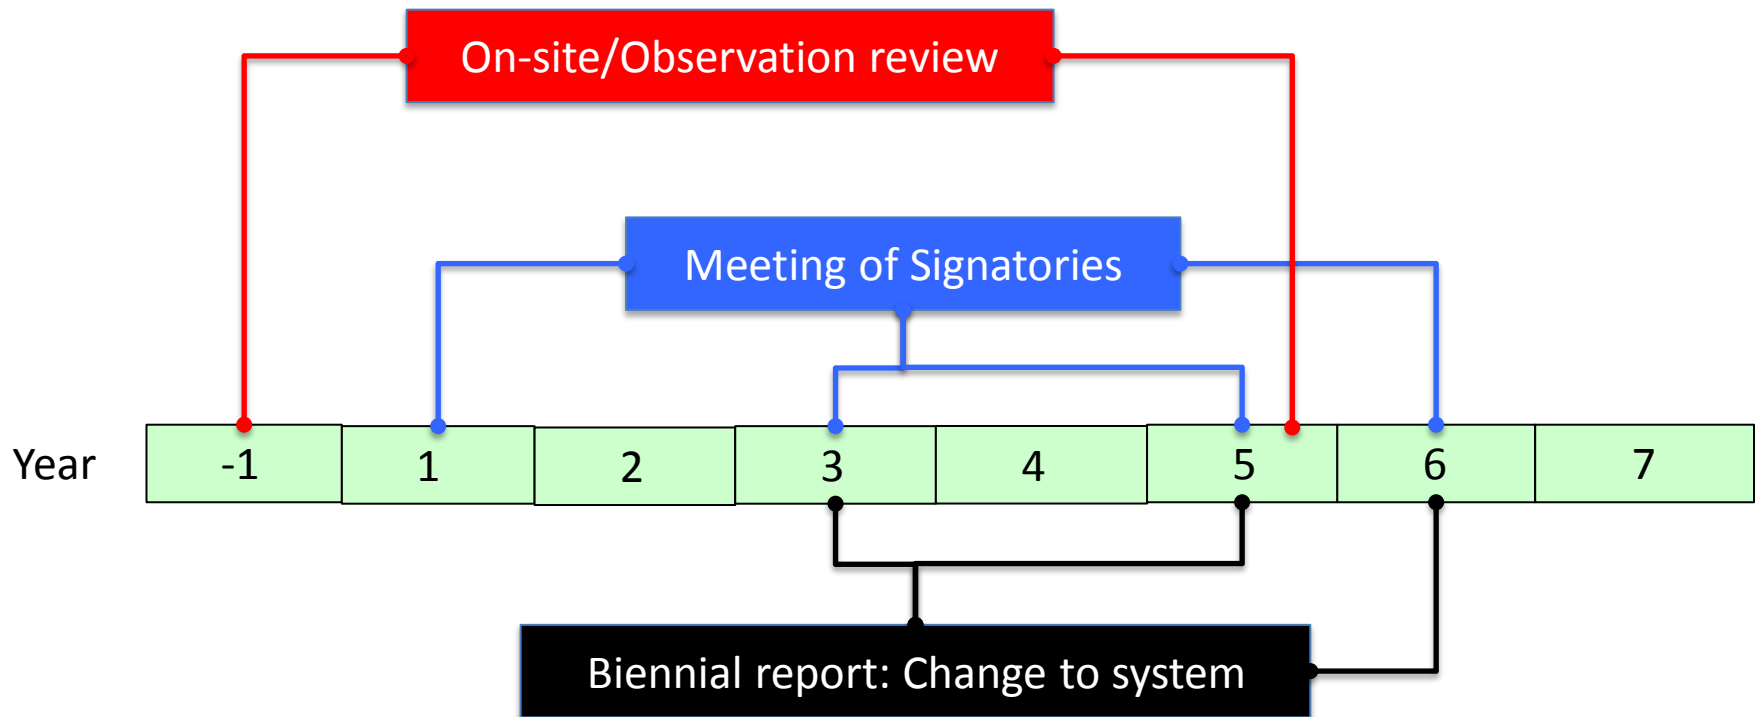 On-site/Observation review
Meeting of Signatories
Year -1 1 2 3 4 5 6 7
Biennial report: Change to system